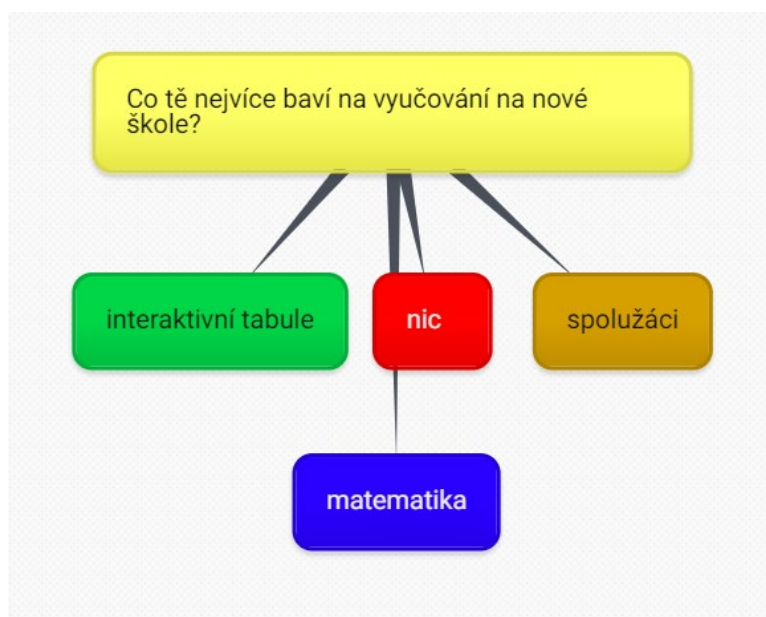 Co tě nejvíce baví na vyučování na nové
škole?
interaktivní tabule
nic
spolužáci
matematika